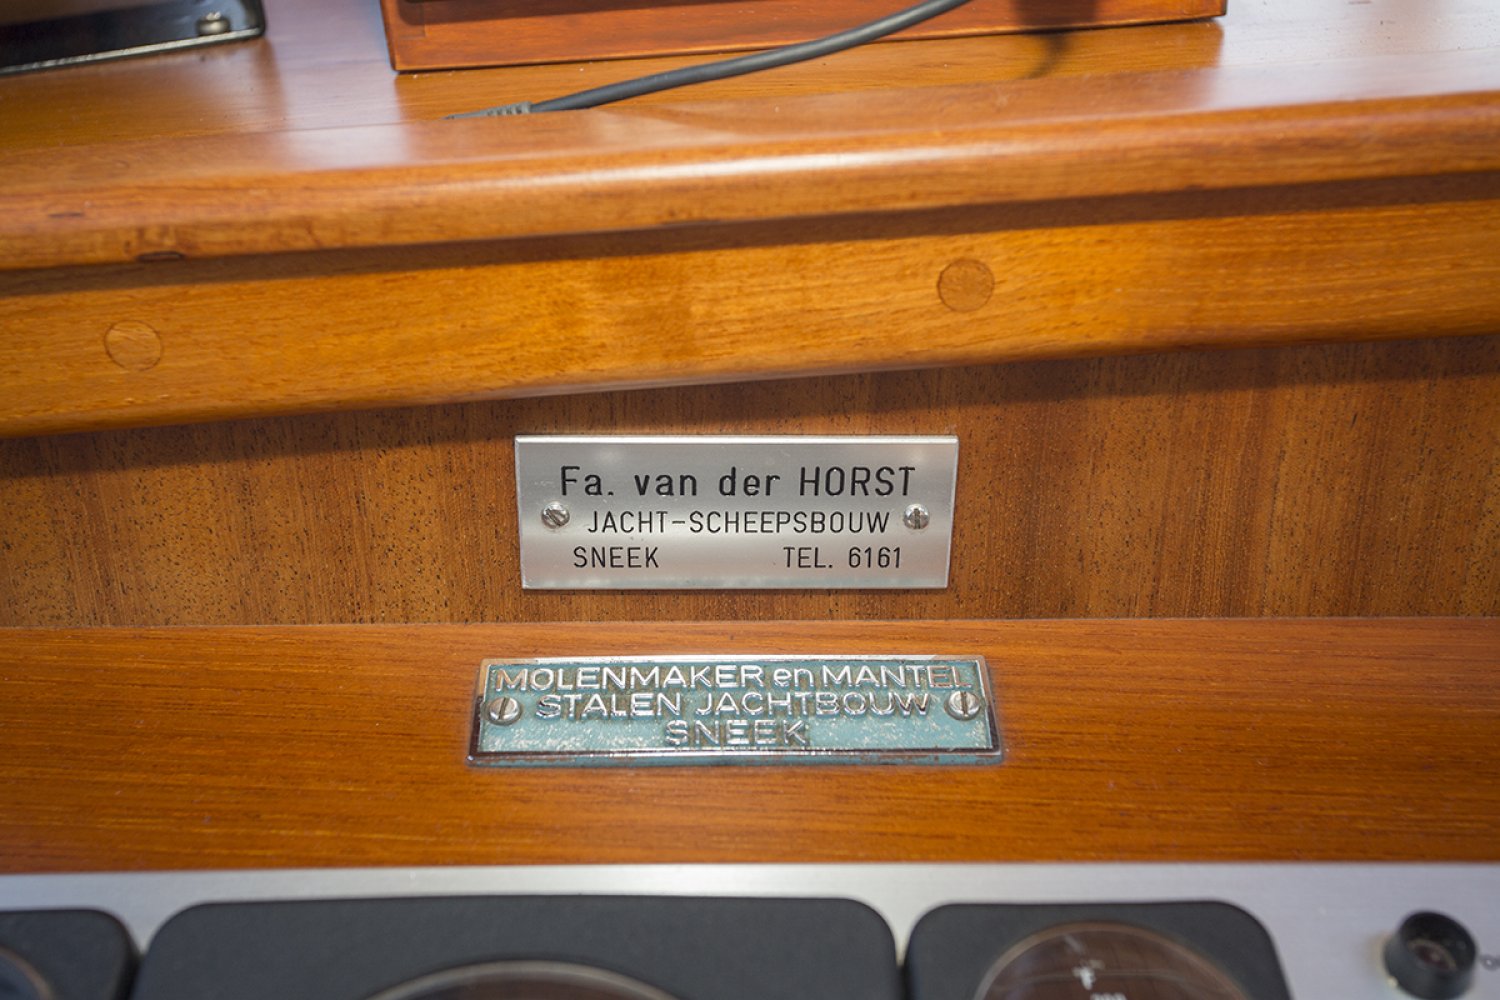 Fa. van der HORST
JACHT-SCHEEPSBOUW
SNEEK TEL. 6161
MOLENMAKER en MANTEL
STALEN JACHTBOUW
SNEEK